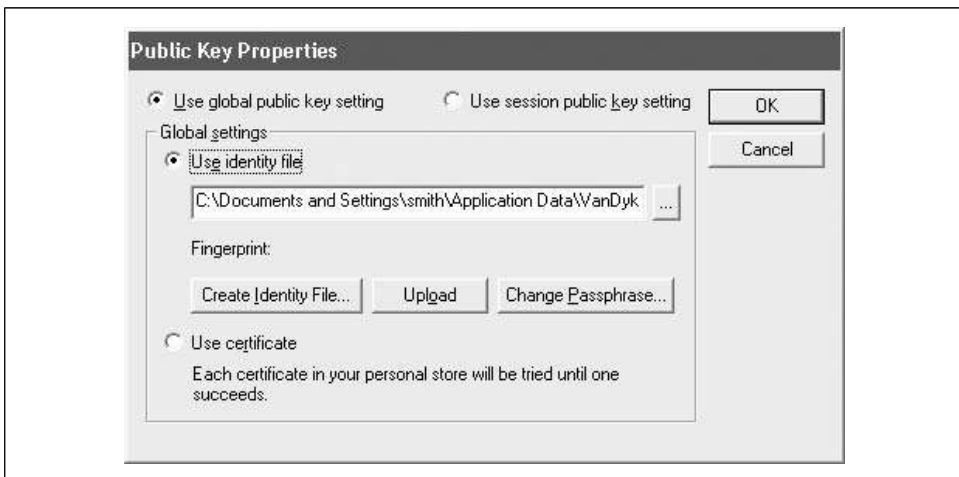 Public Key Properties
Use global public key setting
Use session public key setting
OK
Global settings
Cancel
Use identity file
C:\Documents and Settings\smith\Application Data\VanDyk
...
Fingerprint:
Create Identity File...
Upload
Change Passphrase...
Use certificate
Each certificate in your personal store will be tried until one
succeeds.